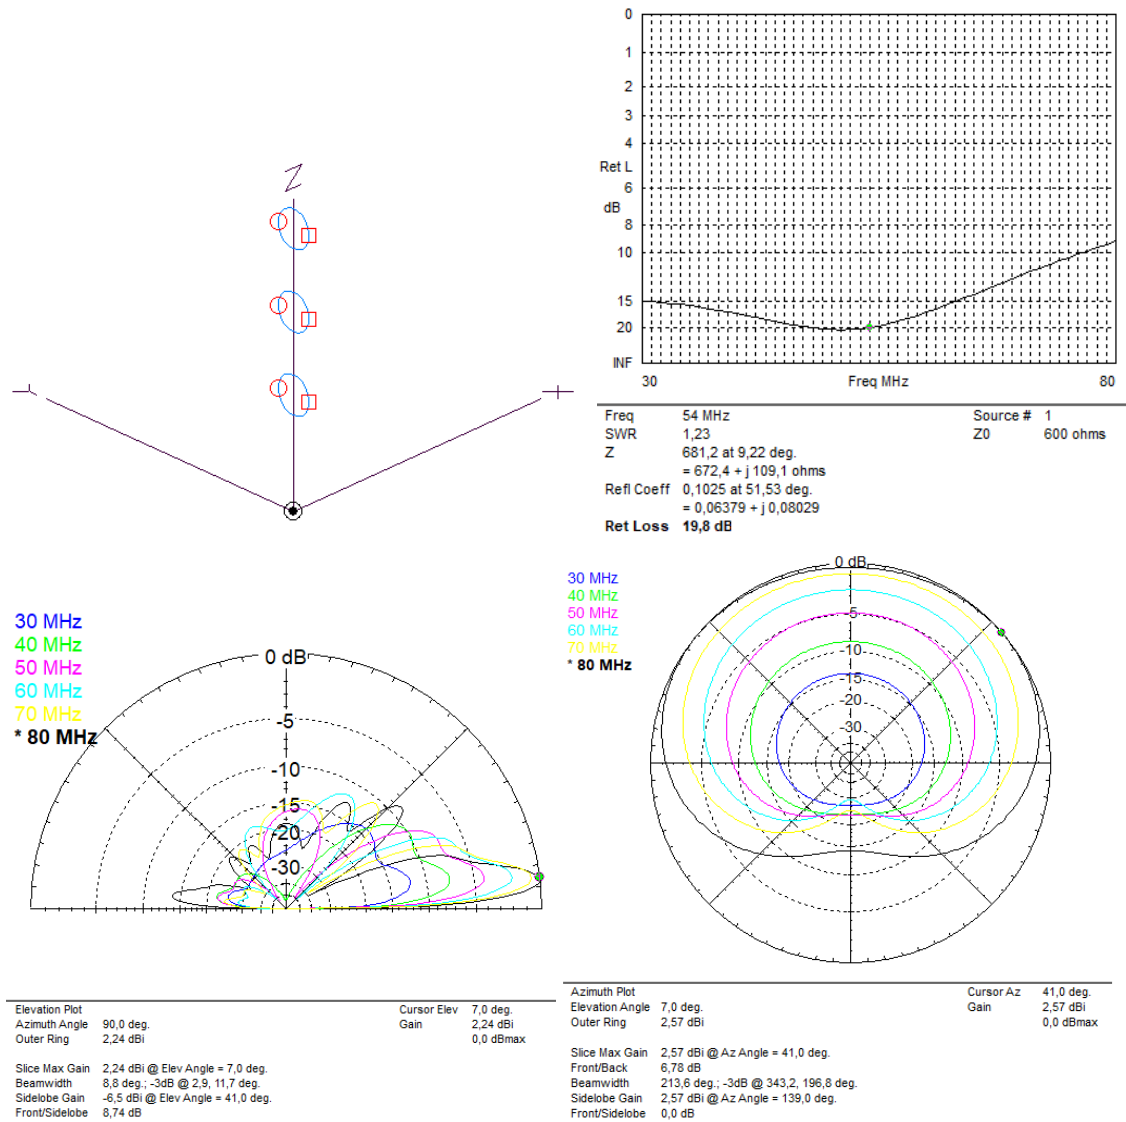 Z
0
1
2
3
4
Ret L
6
dB
8
10
15
20
INF
30 Freq MHz 80
Freq 54 MHz Source # 1
SWR 1,23 Z0 600 ohms
Z 681,2 at 9,22 deg.
= 672,4 + j 109,1 ohms
Refl Coeff 0,1025 at 51,53 deg.
= 0,06379 + j 0,08029
Ret Loss 19,8 dB
30 MHz
40 MHz
50 MHz
60 MHz
70 MHz
* 80 MHz
0 dB
-5
-10
-15
-20
-30
30 MHz
40 MHz
50 MHz
60 MHz
70 MHz
* 80 MHz
0 dB
-5
-10
-15
-20
-30
Elevation Plot Cursor Elev 7,0 deg.
Azimuth Angle 90,0 deg. Gain 2,24 dBi
Outer Ring 2,24 dBi 0,0 dBmax
Slice Max Gain 2,24 dBi @ Elev Angle = 7,0 deg.
Beamwidth 8,8 deg.; -3dB @ 2,9, 11,7 deg.
Sidelobe Gain -6,5 dBi @ Elev Angle = 41,0 deg.
Front/Sidelobe 8,74 dB
Azimuth Plot Cursor Az 41,0 deg.
Elevation Angle 7,0 deg. Gain 2,57 dBi
Outer Ring 2,57 dBi 0,0 dBmax
Slice Max Gain 2,57 dBi @ Az Angle = 41,0 deg.
Front/Back 6,78 dB
Beamwidth 213,6 deg.; -3dB @ 343,2, 196,8 deg.
Sidelobe Gain 2,57 dBi @ Az Angle = 139,0 deg.
Front/Sidelobe 0,0 dB